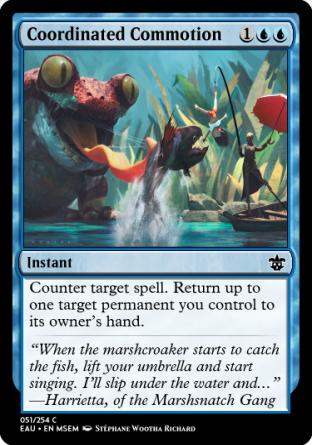 Coordinated Commotion 1
Instant
Counter target spell. Return up to
one target permanent you control to
its owner's hand.
"When the marshcroaker starts to catch
the fish, lift your umbrella and start
singing. I'll slip under the water and…"
—Harrietta, of the Marshsnatch Gang
051/254 C
EAU • EN MSEM Stéphane Wootha Richard